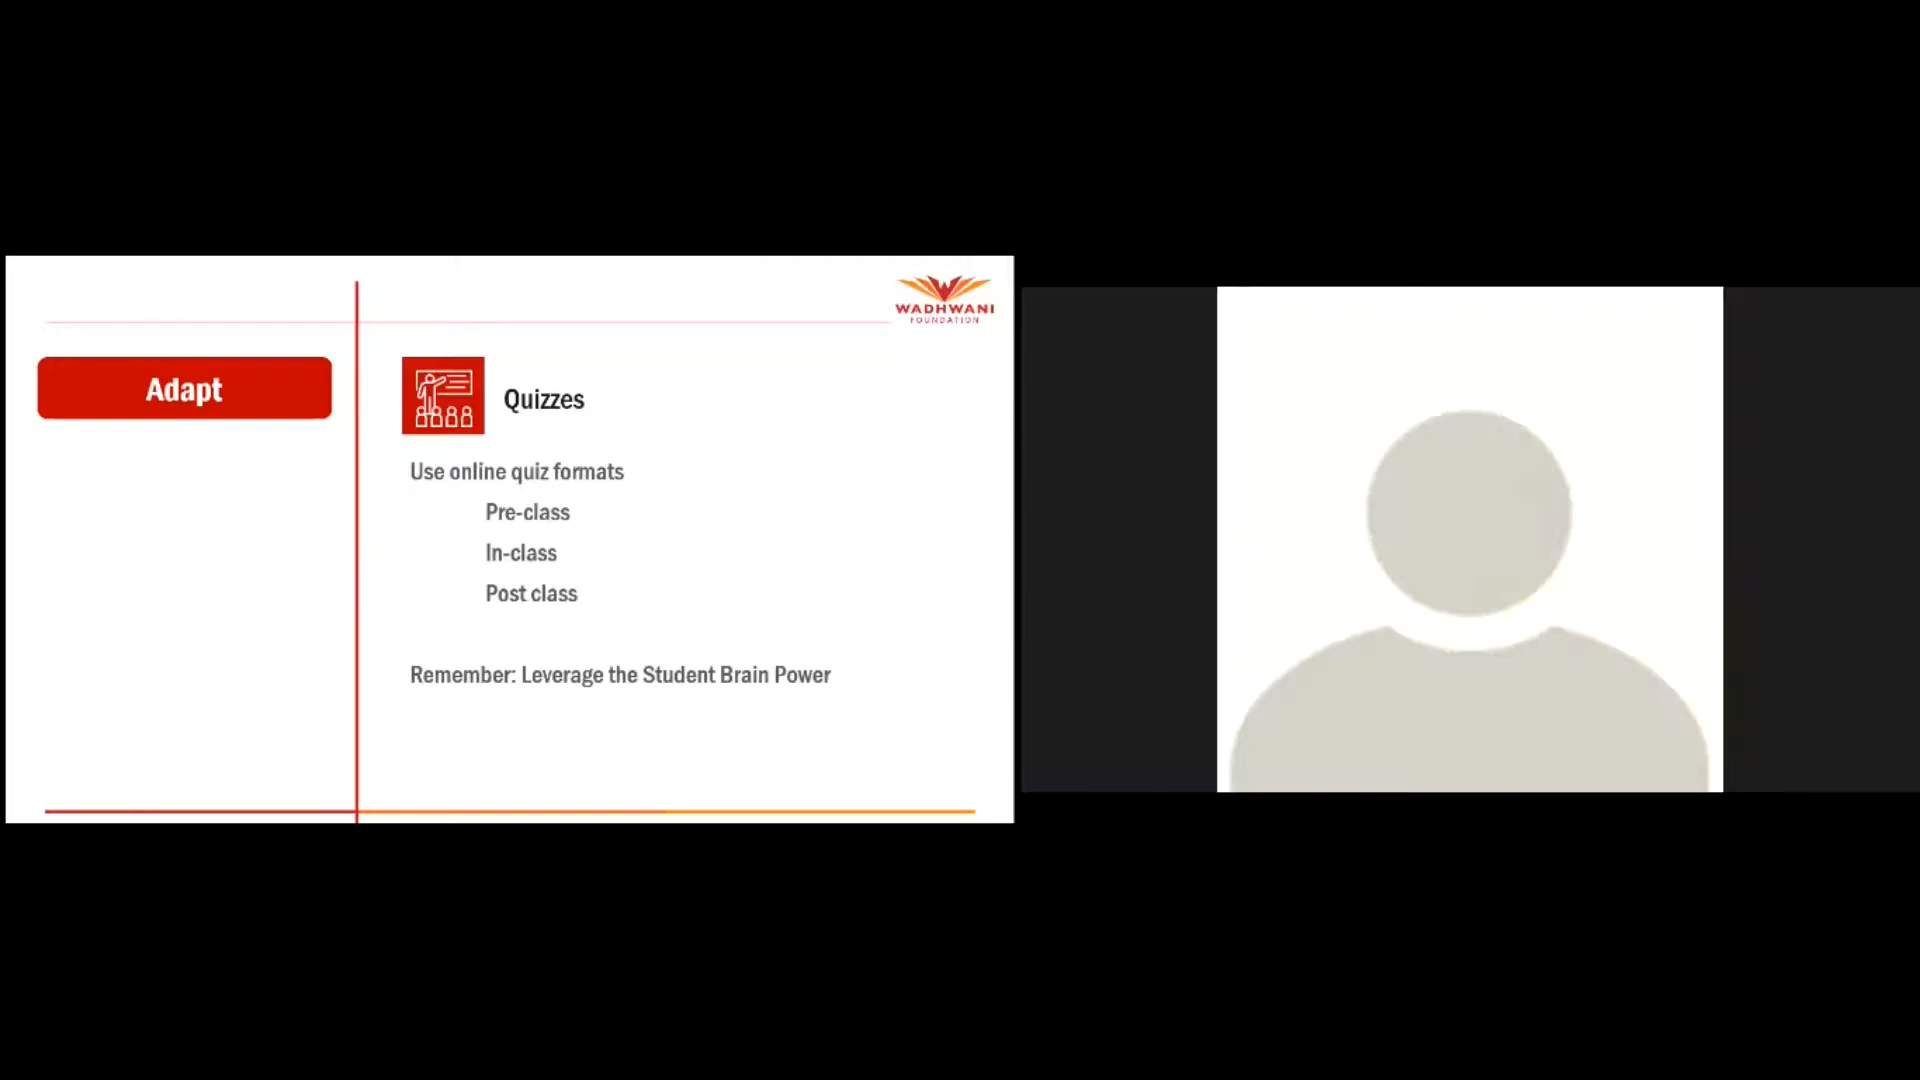 WADHWANI
FOUNDATION
Adapt
Quizzes
Use online quiz formats
Pre-class
In-class
Post class
Remember: Leverage the Student Brain Power